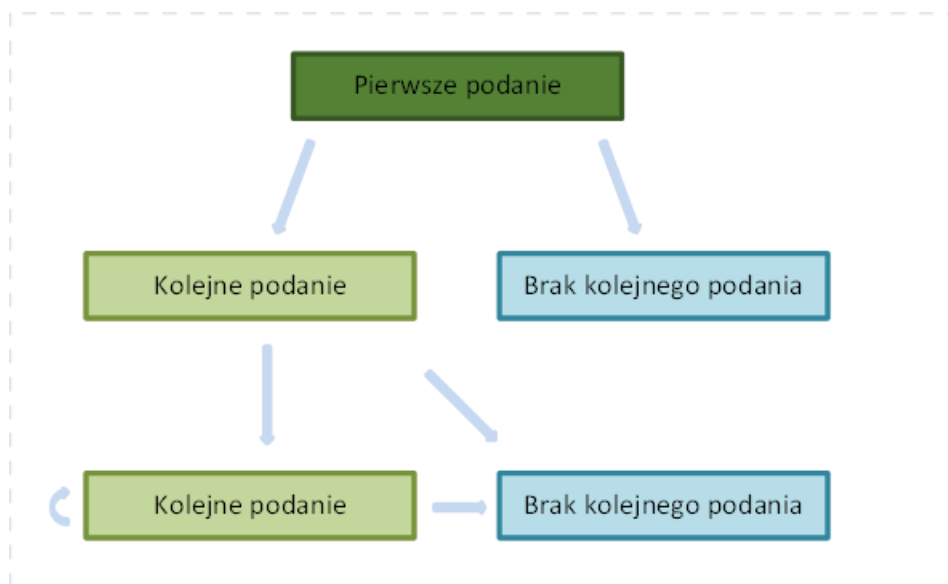 Pierwsze podanie
Kolejne podanie
Brak kolejnego podania
Kolejne podanie
Brak kolejnego podania